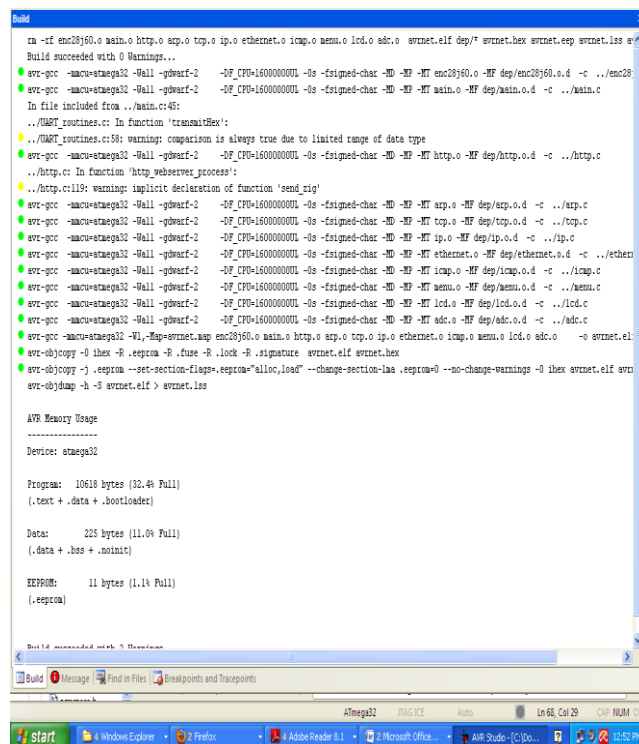 Build
rm -rf enc28j60.o main.o http.o arp.o tcp.o ip.o ethernet.o icmp.o menu.o lcd.o adc.o avrnet.elf dep/* avrnet.hex avrnet.eep avrnet.lss
Build succeeded with 0 Warnings...
avr-gcc -mmcu=atmega32 -Wall -gdwarf-2 -DF_CPU=16000000UL -Os -fsigned-char -MD -MP -MT enc28j60.o -MF dep/enc28j60.o.d -c ../enc28j
avr-gcc -mmcu=atmega32 -Wall -gdwarf-2 -DF_CPU=16000000UL -Os -fsigned-char -MD -MP -MT main.o -MF dep/main.o.d -c ../main.c
In file included from ../main.c:45:
../UART_routines.c: In function 'transmitHex':
../UART_routines.c:58: warning: comparison is always true due to limited range of data type
avr-gcc -mmcu=atmega32 -Wall -gdwarf-2 -DF_CPU=16000000UL -Os -fsigned-char -MD -MP -MT http.o -MF dep/http.o.d -c ../http.c
../http.c: In function 'http_webserver_process':
../http.c:119: warning: implicit declaration of function 'send_zig'
avr-gcc -mmcu=atmega32 -Wall -gdwarf-2 -DF_CPU=16000000UL -Os -fsigned-char -MD -MP -MT arp.o -MF dep/arp.o.d -c ../arp.c
avr-gcc -mmcu=atmega32 -Wall -gdwarf-2 -DF_CPU=16000000UL -Os -fsigned-char -MD -MP -MT tcp.o -MF dep/tcp.o.d -c ../tcp.c
avr-gcc -mmcu=atmega32 -Wall -gdwarf-2 -DF_CPU=16000000UL -Os -fsigned-char -MD -MP -MT ip.o -MF dep/ip.o.d -c ../ip.c
avr-gcc -mmcu=atmega32 -Wall -gdwarf-2 -DF_CPU=16000000UL -Os -fsigned-char -MD -MP -MT ethernet.o -MF dep/ethernet.o.d -c ../ethern
avr-gcc -mmcu=atmega32 -Wall -gdwarf-2 -DF_CPU=16000000UL -Os -fsigned-char -MD -MP -MT icmp.o -MF dep/icmp.o.d -c ../icmp.c
avr-gcc -mmcu=atmega32 -Wall -gdwarf-2 -DF_CPU=16000000UL -Os -fsigned-char -MD -MP -MT menu.o -MF dep/menu.o.d -c ../menu.c
avr-gcc -mmcu=atmega32 -Wall -gdwarf-2 -DF_CPU=16000000UL -Os -fsigned-char -MD -MP -MT lcd.o -MF dep/lcd.o.d -c ../lcd.c
avr-gcc -mmcu=atmega32 -Wall -gdwarf-2 -DF_CPU=16000000UL -Os -fsigned-char -MD -MP -MT adc.o -MF dep/adc.o.d -c ../adc.c
avr-gcc -mmcu=atmega32 -Wl,-Map=avrnet.map enc28j60.o main.o http.o arp.o tcp.o ip.o ethernet.o icmp.o menu.o lcd.o adc.o -o avrnet.el
avr-objcopy -O ihex -R .eeprom -R .fuse -R .lock -R .signature avrnet.elf avrnet.hex
avr-objcopy -j .eeprom --set-section-flags=.eeprom="alloc,load" --change-section-lma .eeprom=0 --no-change-warnings -O ihex avrnet.elf avrn
avr-objdump -h -S avrnet.elf > avrnet.lss
AVR Memory Usage
----------------
Device: atmega32
Program: 10618 bytes (32.4% Full)
(.text + .data + .bootloader)
Data: 225 bytes (11.0% Full)
(.data + .bss + .noinit)
EEPROM: 11 bytes (1.1% Full)
(.eeprom)
Build succeeded with 2 Warnings...
Build Message Find in Files Breakpoints and Tracepoints
ATmega32 JTAG ICE Auto Ln 68, Col 29 CAP NUM
start 4 Windows Explorer 2 Firefox 4 Adobe Reader 8.1 2 Microsoft Office... AVR Studio - [C:\Do... 12:52 P